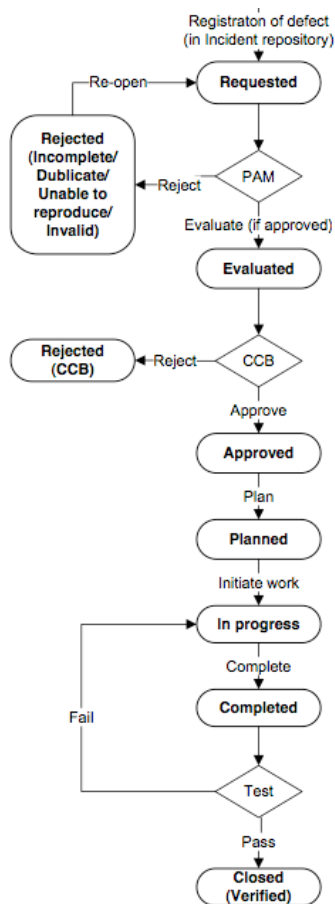 Registraton of defect
(in Incident repository)
Re-open
Requested
Rejected
(Incomplete/
Dublicate/
Unable to
reproduce/
Invalid)
Reject
PAM
Evaluate (if approved)
Evaluated
Rejected
(CCB)
Reject
CCB
Approve
Approved
Plan
Planned
Initiate work
In progress
Complete
Completed
Fail
Test
Pass
Closed
(Verified)